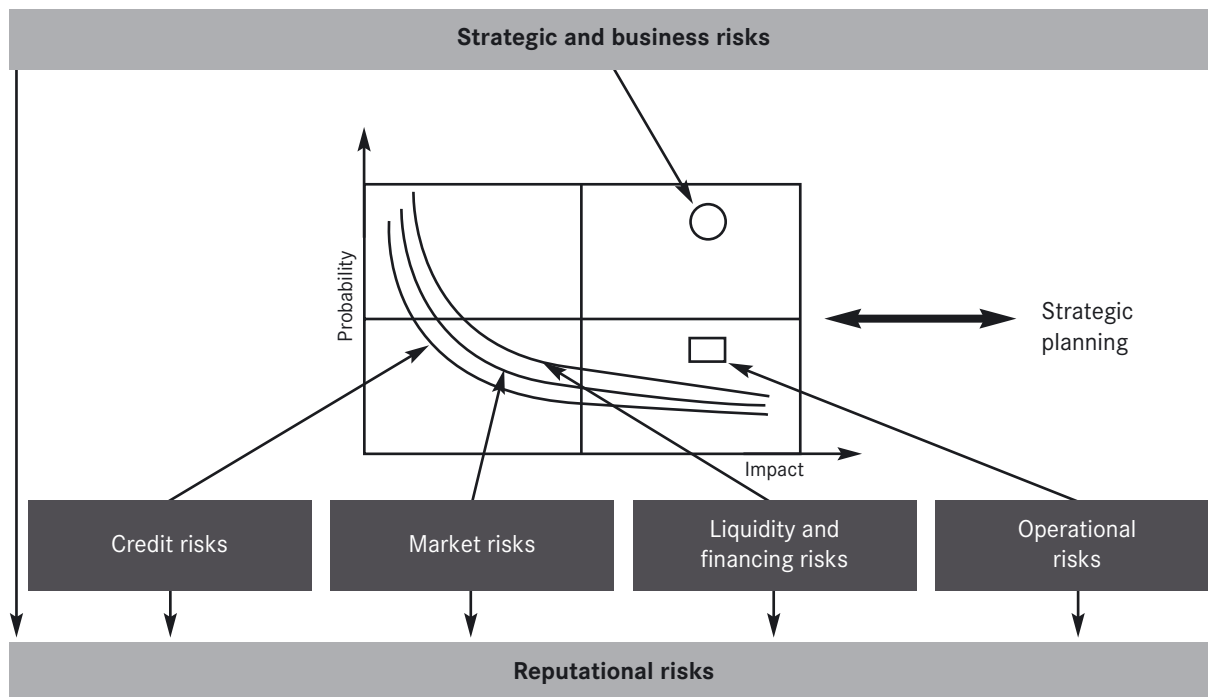 Strategic and business risks
Probability
Strategic
planning
Impact
Credit risks
Market risks
Liquidity and
financing risks
Operational
risks
Reputational risks